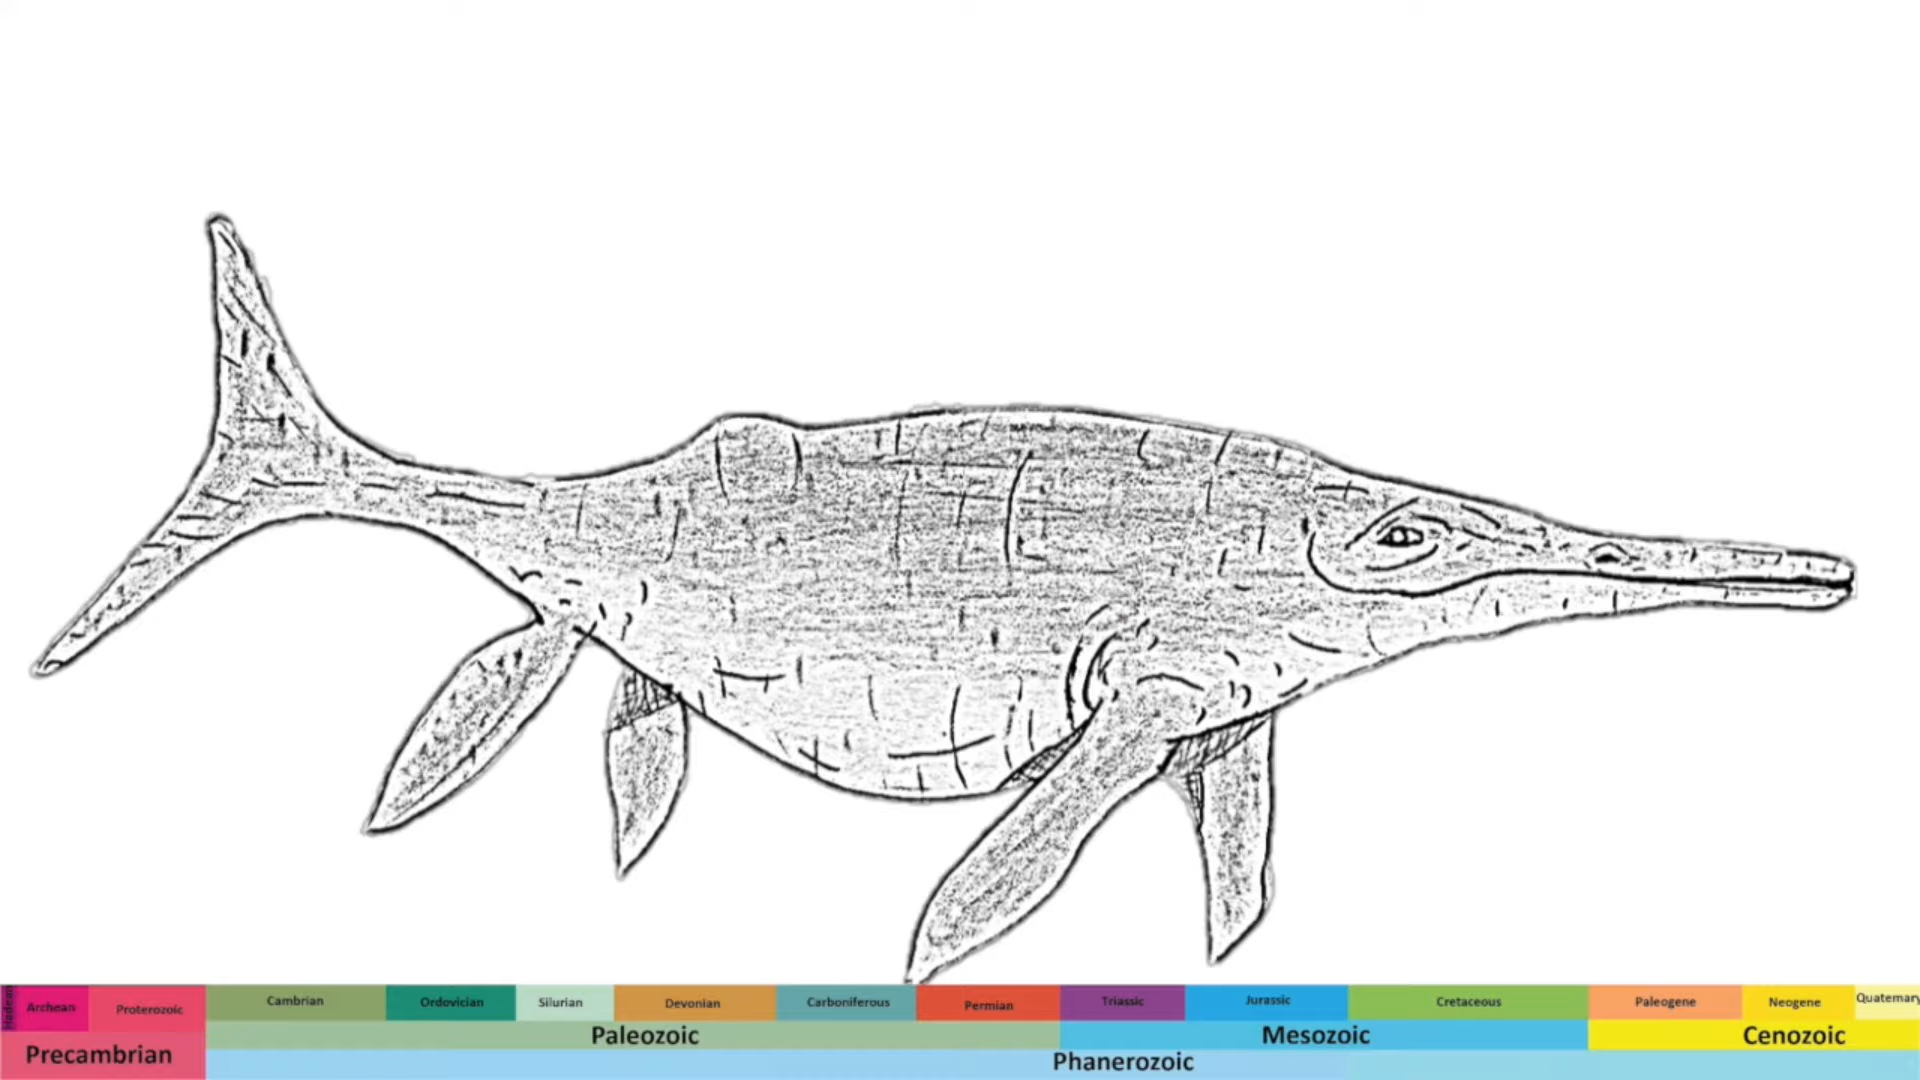 Hadean Archean Proterozoic Cambrian Ordovician Silurian Devonian Carboniferous Permian Triassic Jurassic Cretaceous Paleogene Neogene Quaternary
Precambrian Paleozoic Mesozoic Cenozoic
Phanerozoic